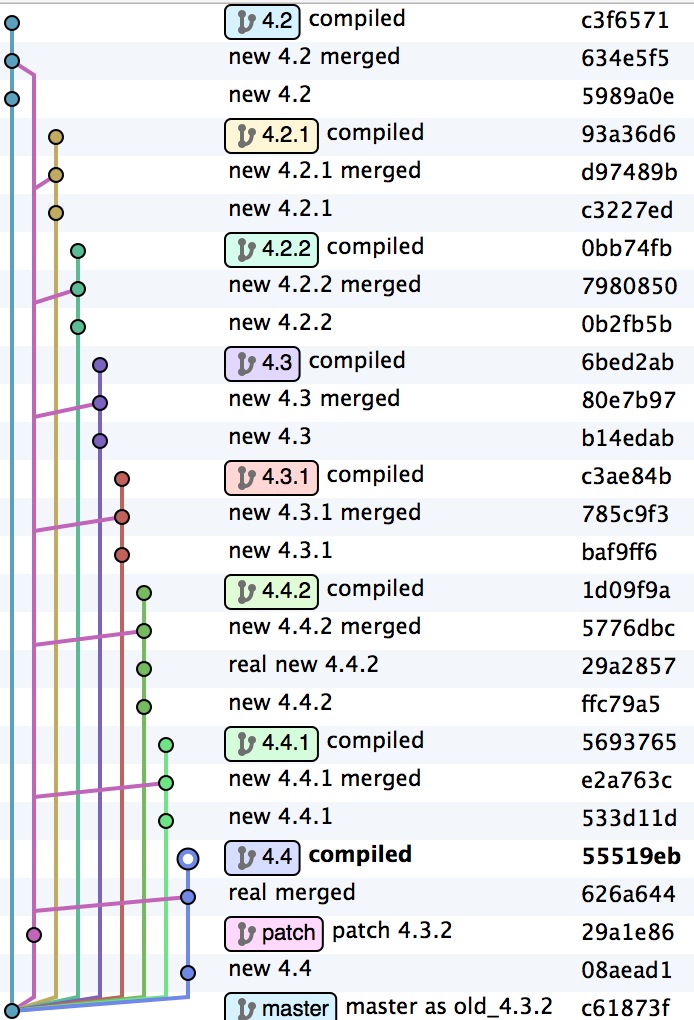 4.2 compiled c3f6571
new 4.2 merged 634e5f5
new 4.2 5989a0e
4.2.1 compiled 93a36d6
new 4.2.1 merged d97489b
new 4.2.1 c3227ed
4.2.2 compiled 0bb74fb
new 4.2.2 merged 7980850
new 4.2.2 0b2fb5b
4.3 compiled 6bed2ab
new 4.3 merged 80e7b97
new 4.3 b14edab
4.3.1 compiled c3ae84b
new 4.3.1 merged 785c9f3
new 4.3.1 baf9ff6
4.4.2 compiled 1d09f9a
new 4.4.2 merged 5776dbc
real new 4.4.2 29a2857
new 4.4.2 ffc79a5
4.4.1 compiled 5693765
new 4.4.1 merged e2a763c
new 4.4.1 533d11d
4.4 compiled 55519eb
real merged 626a644
patch patch 4.3.2 29a1e86
new 4.4 08aead1
master master as old_4.3.2 c61873f